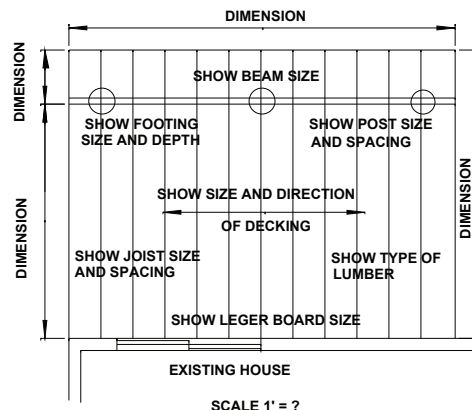 DIMENSION
DIMENSION
SHOW BEAM SIZE
SHOW FOOTING
SIZE AND DEPTH
SHOW POST SIZE
AND SPACING
DIMENSION
DIMENSION
SHOW SIZE AND DIRECTION
OF DECKING
SHOW JOIST SIZE
AND SPACING
SHOW TYPE OF
LUMBER
SHOW LEGER BOARD SIZE
EXISTING HOUSE
SCALE 1' = ?